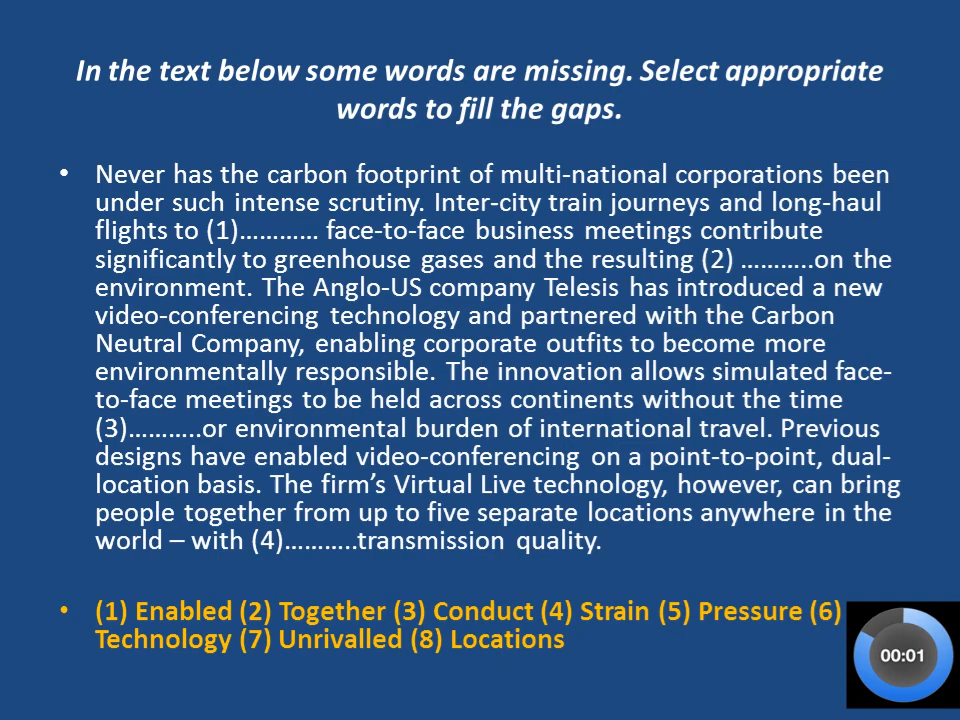 In the text below some words are missing. Select appropriate
words to fill the gaps.
• Never has the carbon footprint of multi-national corporations been
under such intense scrutiny. Inter-city train journeys and long-haul
flights to (1)………… face-to-face business meetings contribute
significantly to greenhouse gases and the resulting (2) ………..on the
environment. The Anglo-US company Telesis has introduced a new
video-conferencing technology and partnered with the Carbon
Neutral Company, enabling corporate outfits to become more
environmentally responsible. The innovation allows simulated face-
to-face meetings to be held across continents without the time
(3)………..or environmental burden of international travel. Previous
designs have enabled video-conferencing on a point-to-point, dual-
location basis. The firm’s Virtual Live technology, however, can bring
people together from up to five separate locations anywhere in the
world – with (4)………..transmission quality.
• (1) Enabled (2) Together (3) Conduct (4) Strain (5) Pressure (6)
Technology (7) Unrivalled (8) Locations
00:01